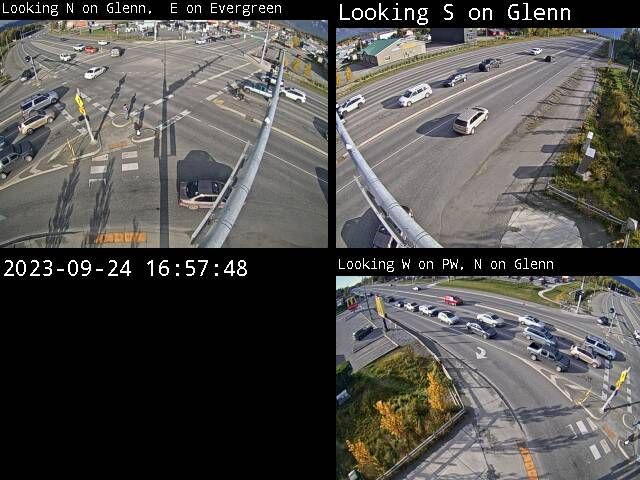 Looking N on Glenn, E on Evergreen
Looking S on Glenn
2023-09-24 16:57:48
Looking W on PW, N on Glenn